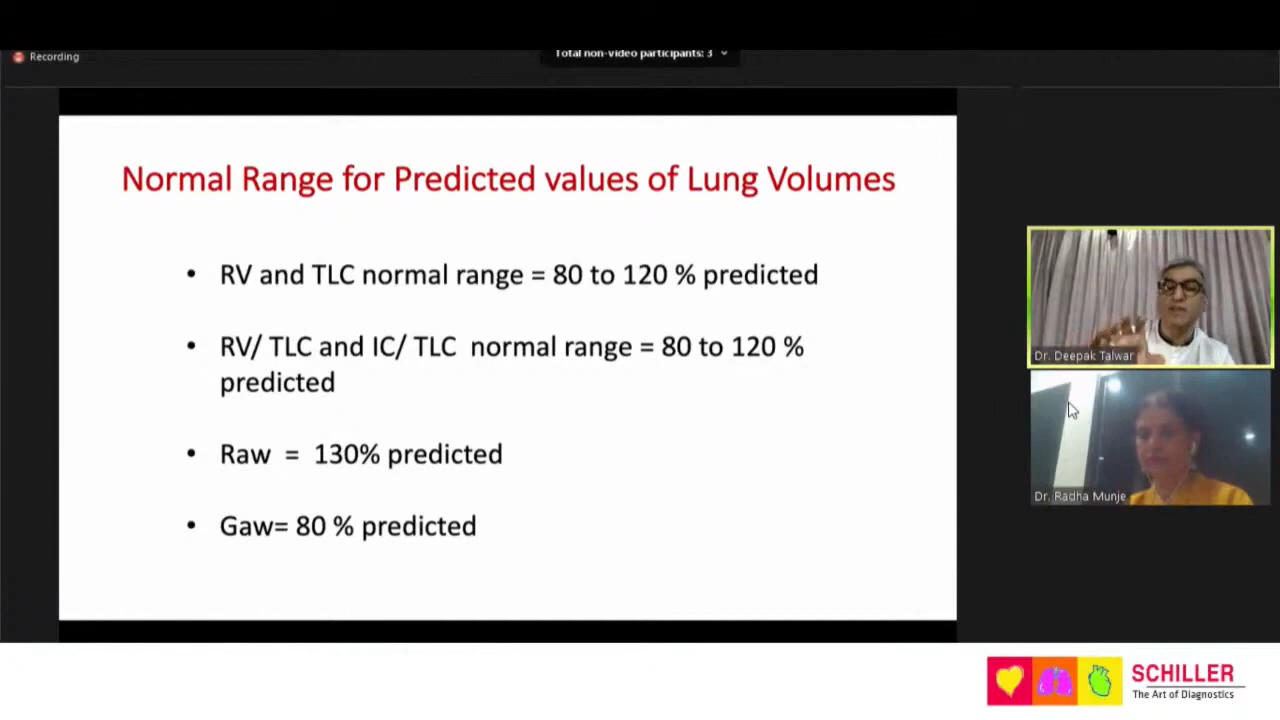 Recording
Total non-video participants: 3
Normal Range for Predicted values of Lung Volumes
• RV and TLC normal range = 80 to 120 % predicted
• RV/ TLC and IC/ TLC normal range = 80 to 120 %
predicted
• Raw = 130% predicted
• Gaw= 80 % predicted
Dr. Deepak Talwar
Dr. Radha Munje
SCHILLER
The Art of Diagnostics